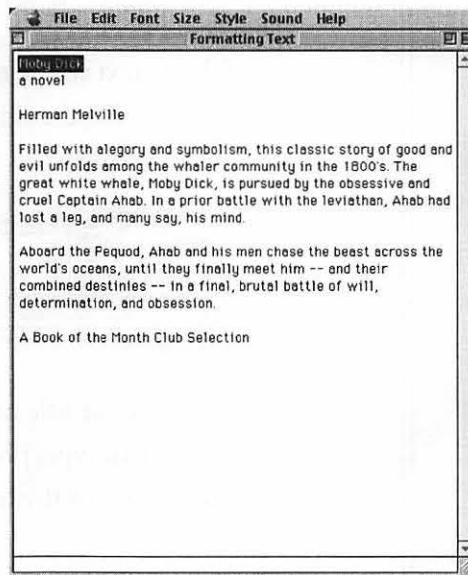 File Edit Font Size Style Sound Help
Formatting Text
Moby Dick
a novel
Herman Melville
Filled with alegory and symbolism, this classic story of good and
evil unfolds among the whaler community in the 1800's. The
great white whale, Moby Dick, is pursued by the obsessive and
cruel Captain Ahab. In a prior battle with the leviathan, Ahab had
lost a leg, and many say, his mind.
Aboard the Pequod, Ahab and his men chase the beast across the
world's oceans, until they finally meet him -- and their
combined destinies -- in a final, brutal battle of will,
determination, and obsession.
A Book of the Month Club Selection